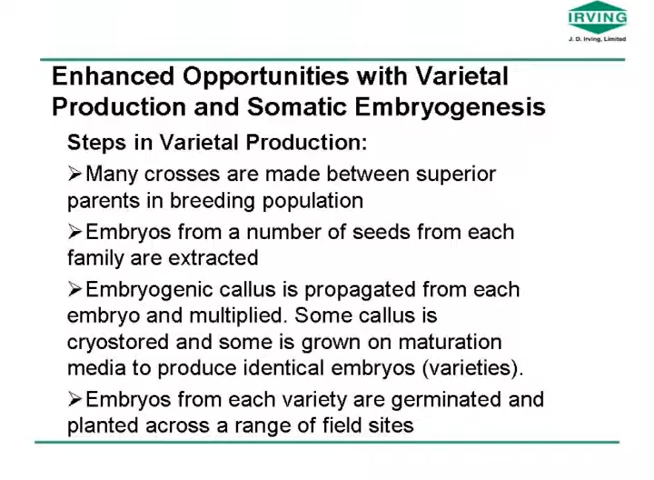 IRVING
J. D. Irving, Limited
Enhanced Opportunities with Varietal
Production and Somatic Embryogenesis
Steps in Varietal Production:
➢Many crosses are made between superior
parents in breeding population
➢Embryos from a number of seeds from each
family are extracted
➢Embryogenic callus is propagated from each
embryo and multiplied. Some callus is
cryostored and some is grown on maturation
media to produce identical embryos (varieties).
➢Embryos from each variety are germinated and
planted across a range of field sites